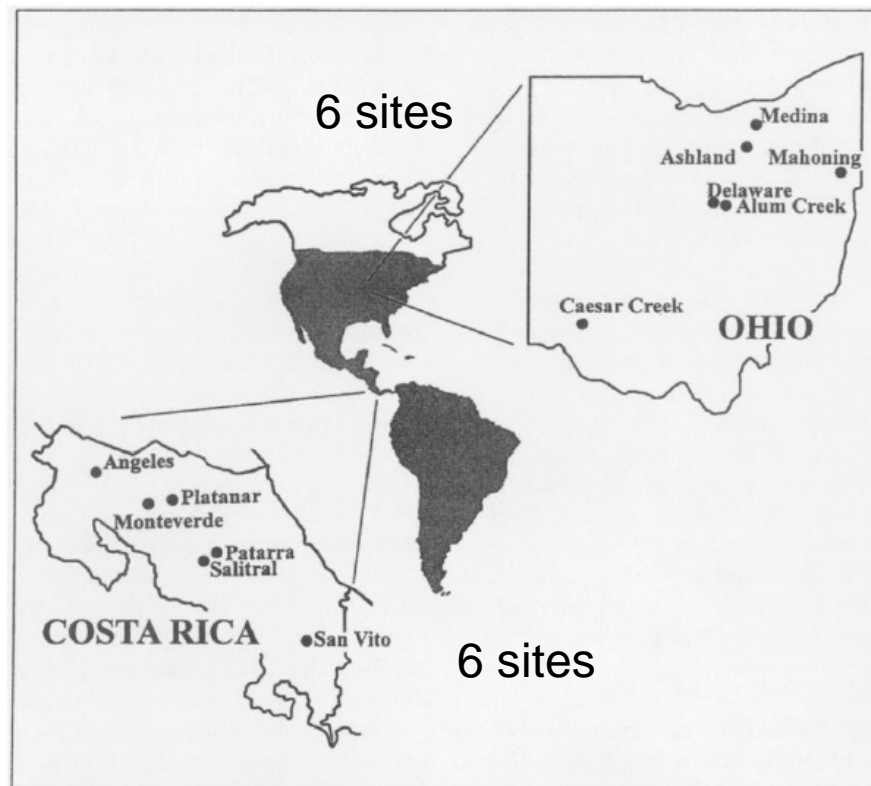 6 sites
Medina
Ashland
Mahoning
Delaware
Alum Creek
Caesar Creek
OHIO
Angeles
Platanar
Monteverde
Patarra
Salitral
COSTA RICA
San Vito
6 sites